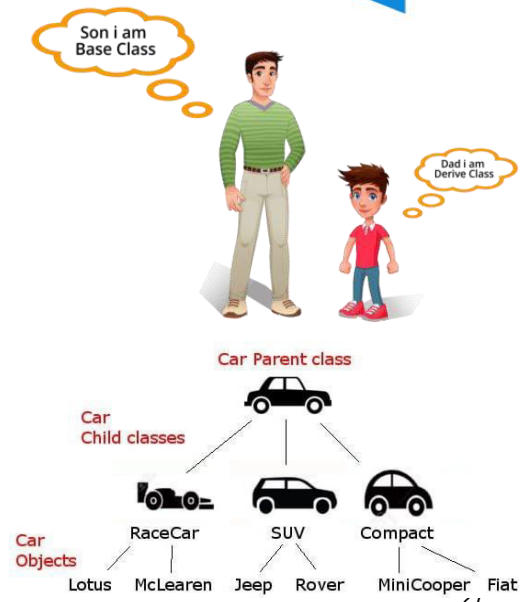 Son i am
Base Class
Dad i am
Derive Class
Car Parent class
Car
Child classes
RaceCar SUV Compact
Car
Objects
Lotus McLearen Jeep Rover MiniCooper Fiat